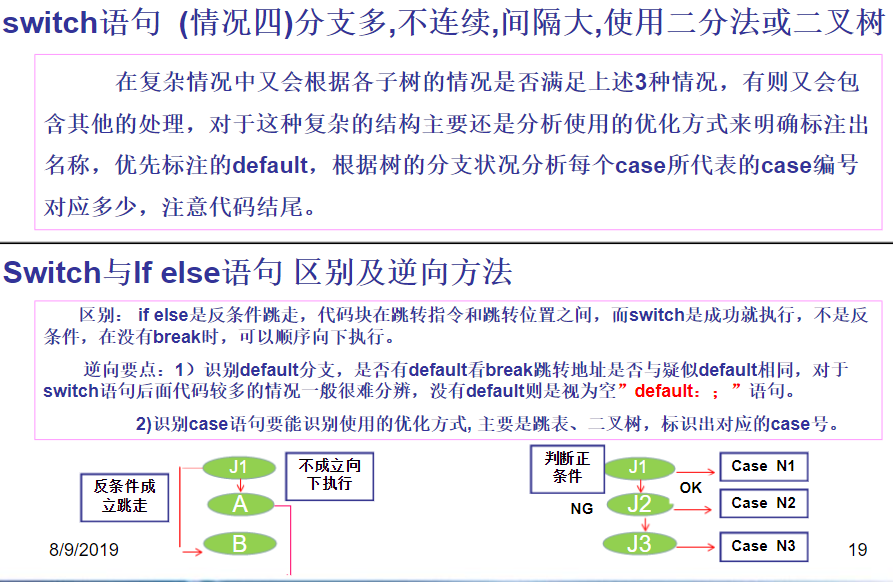 switch语句 (情况四)分支多,不连续,间隔大,使用二分法或二叉树
在复杂情况中又会根据各子树的情况是否满足上述3种情况，有则又会包
含其他的处理，对于这种复杂的结构主要还是分析使用的优化方式来明确标注出
名称，优先标注的default，根据树的分支状况分析每个case所代表的case编号
对应多少，注意代码结尾。
Switch与If else语句 区别及逆向方法
区别： if else是反条件跳走，代码块在跳转指令和跳转位置之间，而switch是成功就执行，不是反
条件，在没有break时，可以顺序向下执行。
逆向要点：1）识别default分支，是否有default看break跳转地址是否与疑似default相同，对于
switch语句后面代码较多的情况一般很难分辨，没有default则是视为空”default：；”语句。
2)识别case语句要能识别使用的优化方式, 主要是跳表、二叉树，标识出对应的case号。
反条件成
立跳走
J1
A
B
不成立向
下执行
判断正
条件
J1
J2
J3
OK
NG
Case N1
Case N2
Case N3
8/9/2019
19